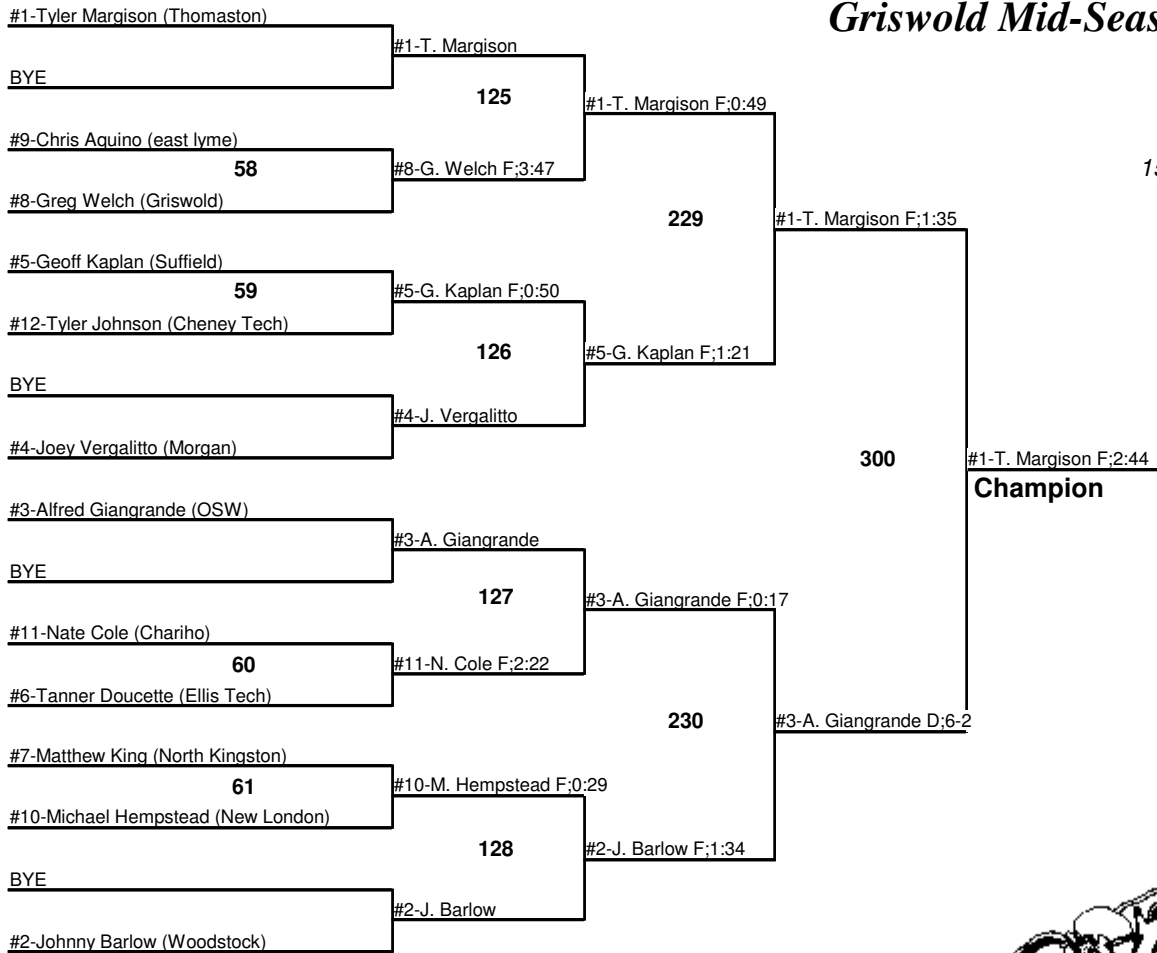 #1-Tyler Margison (Thomaston)
Griswold Mid-Seas
#1-T. Margison
BYE
125
#1-T. Margison F;0:49
#9-Chris Aquino (east lyme)
58
#8-G. Welch F;3:47
15
#8-Greg Welch (Griswold)
229
#1-T. Margison F;1:35
#5-Geoff Kaplan (Suffield)
59
#5-G. Kaplan F;0:50
#12-Tyler Johnson (Cheney Tech)
126
#5-G. Kaplan F;1:21
BYE
#4-J. Vergalitto
#4-Joey Vergalitto (Morgan)
300
#1-T. Margison F;2:44
Champion
#3-Alfred Giangrande (OSW)
#3-A. Giangrande
BYE
127
#3-A. Giangrande F;0:17
#11-Nate Cole (Chariho)
60
#11-N. Cole F;2:22
#6-Tanner Doucette (Ellis Tech)
230
#3-A. Giangrande D;6-2
#7-Matthew King (North Kingston)
61
#10-M. Hempstead F;0:29
#10-Michael Hempstead (New London)
128
#2-J. Barlow F;1:34
BYE
#2-J. Barlow
#2-Johnny Barlow (Woodstock)